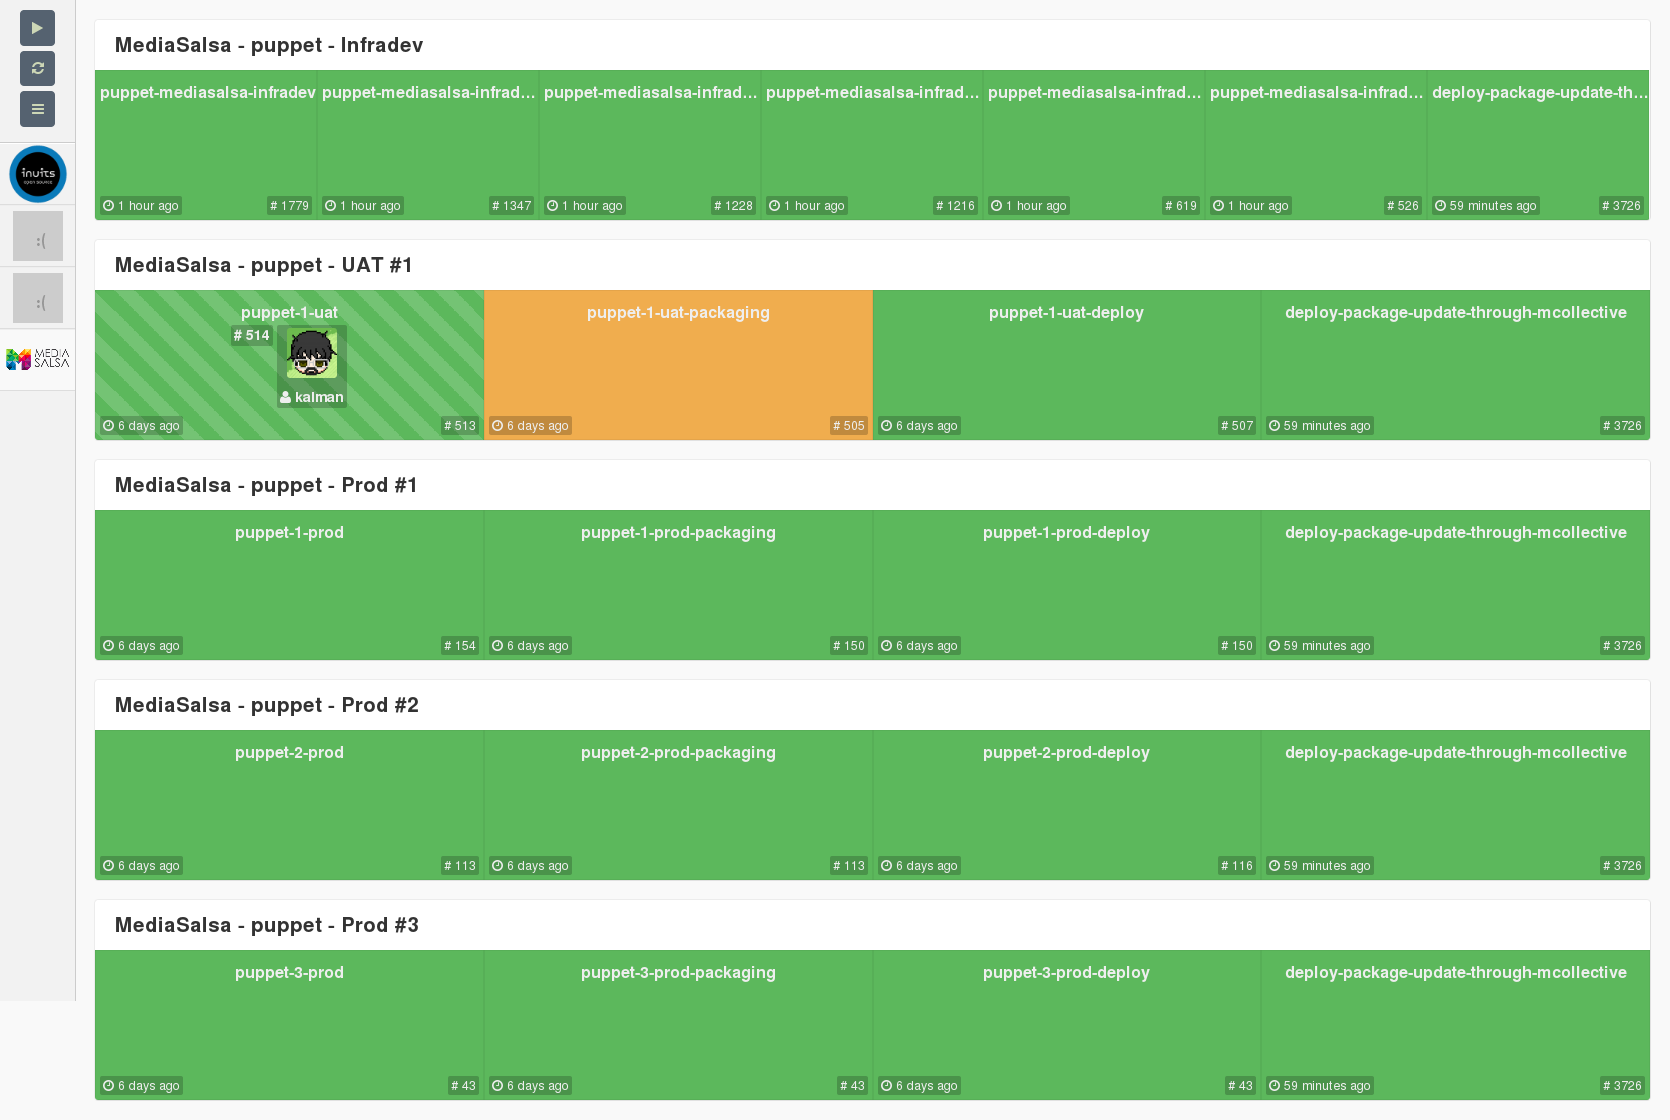 MediaSalsa - puppet - Infradev
puppet-mediasalsa-infradev puppet-mediasalsa-infrad... puppet-mediasalsa-infrad... puppet-mediasalsa-infrad... puppet-mediasalsa-infrad... puppet-mediasalsa-infrad... deploy-package-update-th...
1 hour ago # 1779 1 hour ago # 1347 1 hour ago # 1228 1 hour ago # 1216 1 hour ago # 619 1 hour ago # 526 59 minutes ago # 3726
inuits
open source
:(
:(
MEDIA
SALSA
MediaSalsa - puppet - UAT #1
puppet-1-uat puppet-1-uat-packaging puppet-1-uat-deploy deploy-package-update-through-mcollective
# 514
kalman
6 days ago # 513 6 days ago # 505 6 days ago # 507 59 minutes ago # 3726
MediaSalsa - puppet - Prod #1
puppet-1-prod puppet-1-prod-packaging puppet-1-prod-deploy deploy-package-update-through-mcollective
6 days ago # 154 6 days ago # 150 6 days ago # 150 59 minutes ago # 3726
MediaSalsa - puppet - Prod #2
puppet-2-prod puppet-2-prod-packaging puppet-2-prod-deploy deploy-package-update-through-mcollective
6 days ago # 113 6 days ago # 113 6 days ago # 116 59 minutes ago # 3726
MediaSalsa - puppet - Prod #3
puppet-3-prod puppet-3-prod-packaging puppet-3-prod-deploy deploy-package-update-through-mcollective
6 days ago # 43 6 days ago # 43 6 days ago # 43 59 minutes ago # 3726